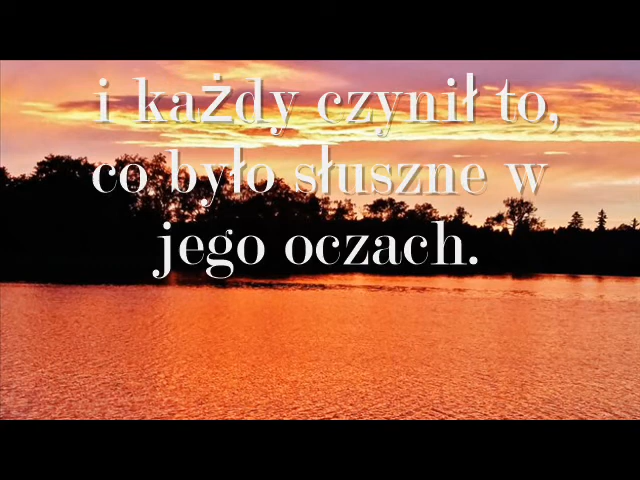 i każdy czynił to,
co było słuszne w
jego oczach.